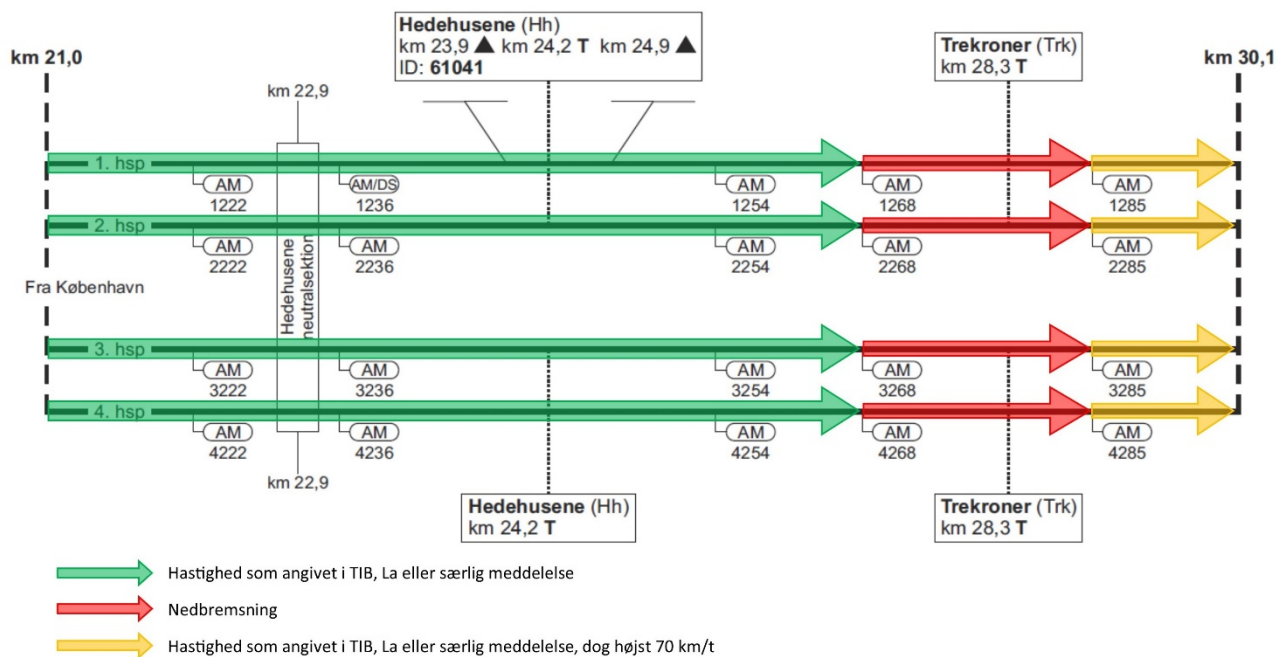 Hedehusene (Hh)
km 23,9 ▲ km 24,2 T km 24,9 ▲
ID: 61041
Trekroner (Trk)
km 28,3 T
km 21,0
km 30,1
km 22,9
1. hsp
AM
1222
AM/DS
1236
AM
1254
AM
1268
AM
1285
2. hsp
AM
2222
AM
2236
AM
2254
AM
2268
AM
2285
Fra København
Hedehusene
neutralsektion
3. hsp
AM
3222
AM
3236
AM
3254
AM
3268
AM
3285
4. hsp
AM
4222
AM
4236
AM
4254
AM
4268
AM
4285
km 22,9
Hedehusene (Hh)
km 24,2 T
Trekroner (Trk)
km 28,3 T
Hastighed som angivet i TIB, La eller særlig meddelelse
Nedbremsning
Hastighed som angivet i TIB, La eller særlig meddelelse, dog højst 70 km/t